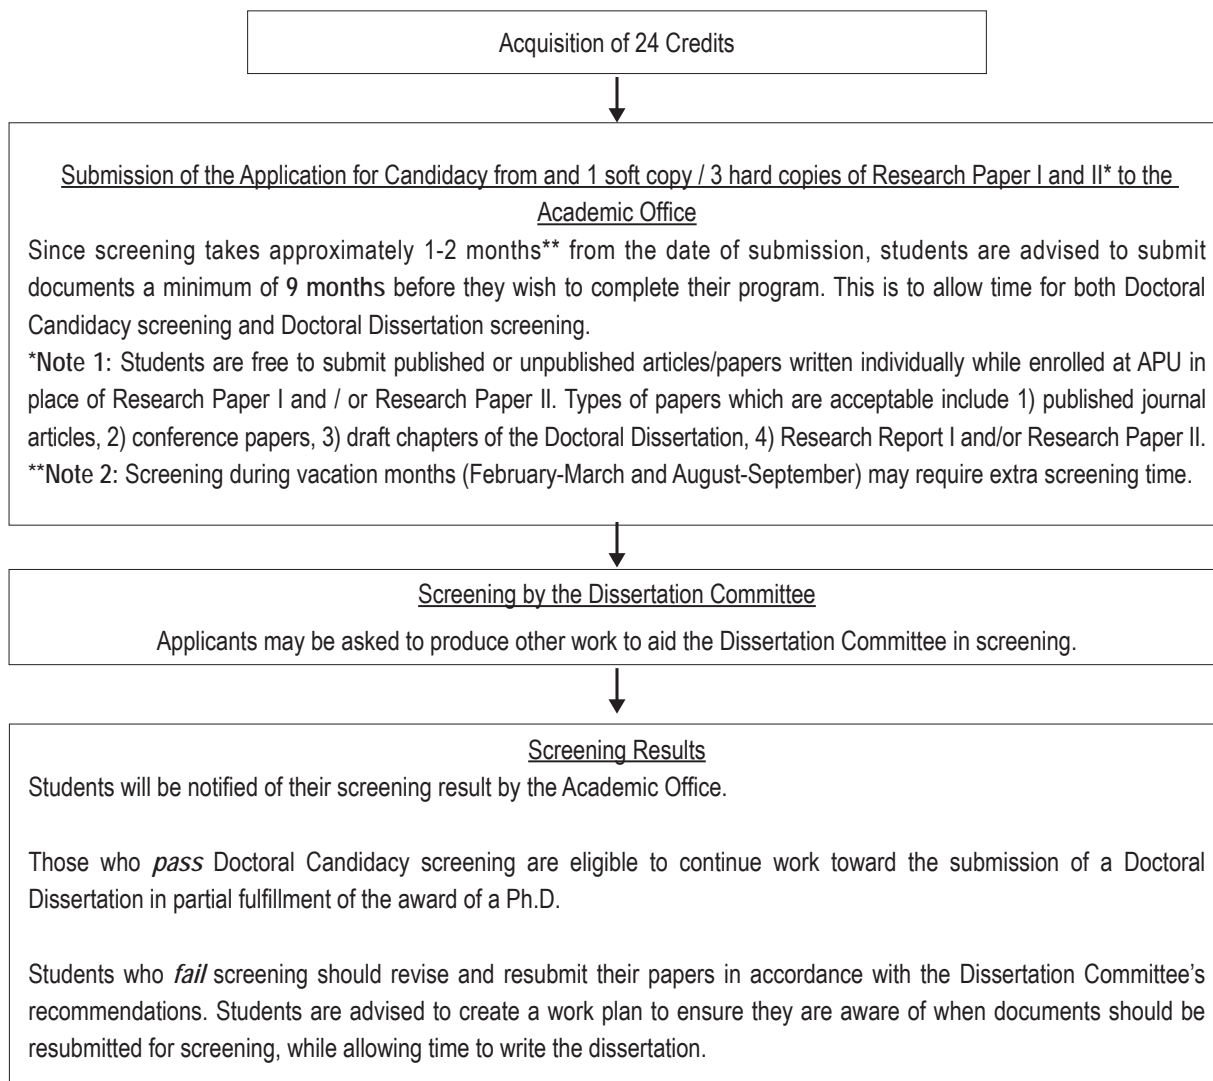 Acquisition of 24 Credits
Submission of the Application for Candidacy from and 1 soft copy / 3 hard copies of Research Paper I and II* to the
Academic Office
Since screening takes approximately 1-2 months** from the date of submission, students are advised to submit
documents a minimum of 9 months before they wish to complete their program. This is to allow time for both Doctoral
Candidacy screening and Doctoral Dissertation screening.
*Note 1: Students are free to submit published or unpublished articles/papers written individually while enrolled at APU in
place of Research Paper I and / or Research Paper II. Types of papers which are acceptable include 1) published journal
articles, 2) conference papers, 3) draft chapters of the Doctoral Dissertation, 4) Research Report I and/or Research Paper II.
**Note 2: Screening during vacation months (February-March and August-September) may require extra screening time.
Screening by the Dissertation Committee
Applicants may be asked to produce other work to aid the Dissertation Committee in screening.
Screening Results
Students will be notified of their screening result by the Academic Office.
Those who pass Doctoral Candidacy screening are eligible to continue work toward the submission of a Doctoral
Dissertation in partial fulfillment of the award of a Ph.D.
Students who fail screening should revise and resubmit their papers in accordance with the Dissertation Committee's
recommendations. Students are advised to create a work plan to ensure they are aware of when documents should be
resubmitted for screening, while allowing time to write the dissertation.